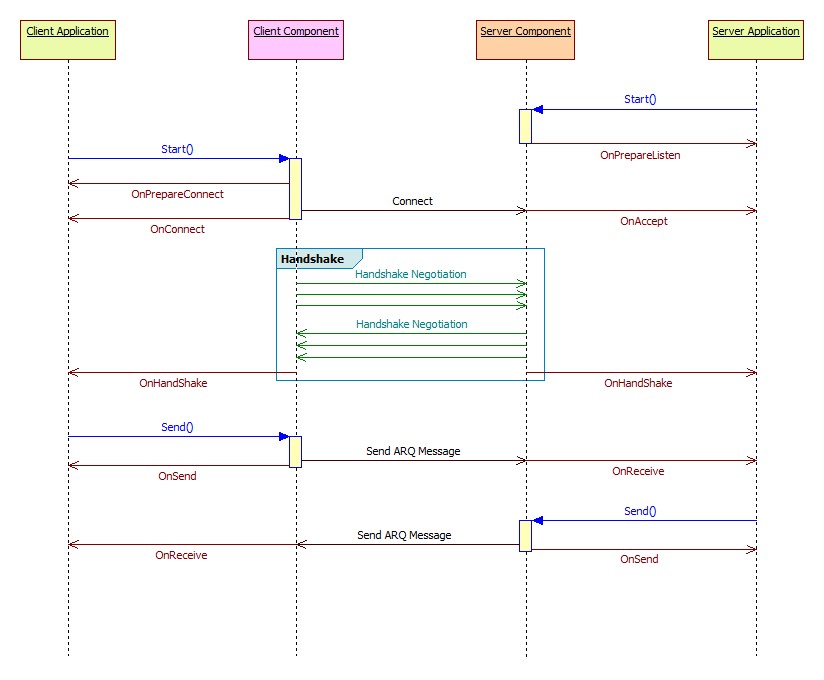 Client Application
Client Component
Server Component
Server Application
Start()
OnPrepareListen
Start()
OnPrepareConnect
Connect
OnConnect
OnAccept
Handshake
Handshake Negotiation
Handshake Negotiation
OnHandShake
OnHandShake
Send()
Send ARQ Message
OnSend
OnReceive
Send()
Send ARQ Message
OnReceive
OnSend